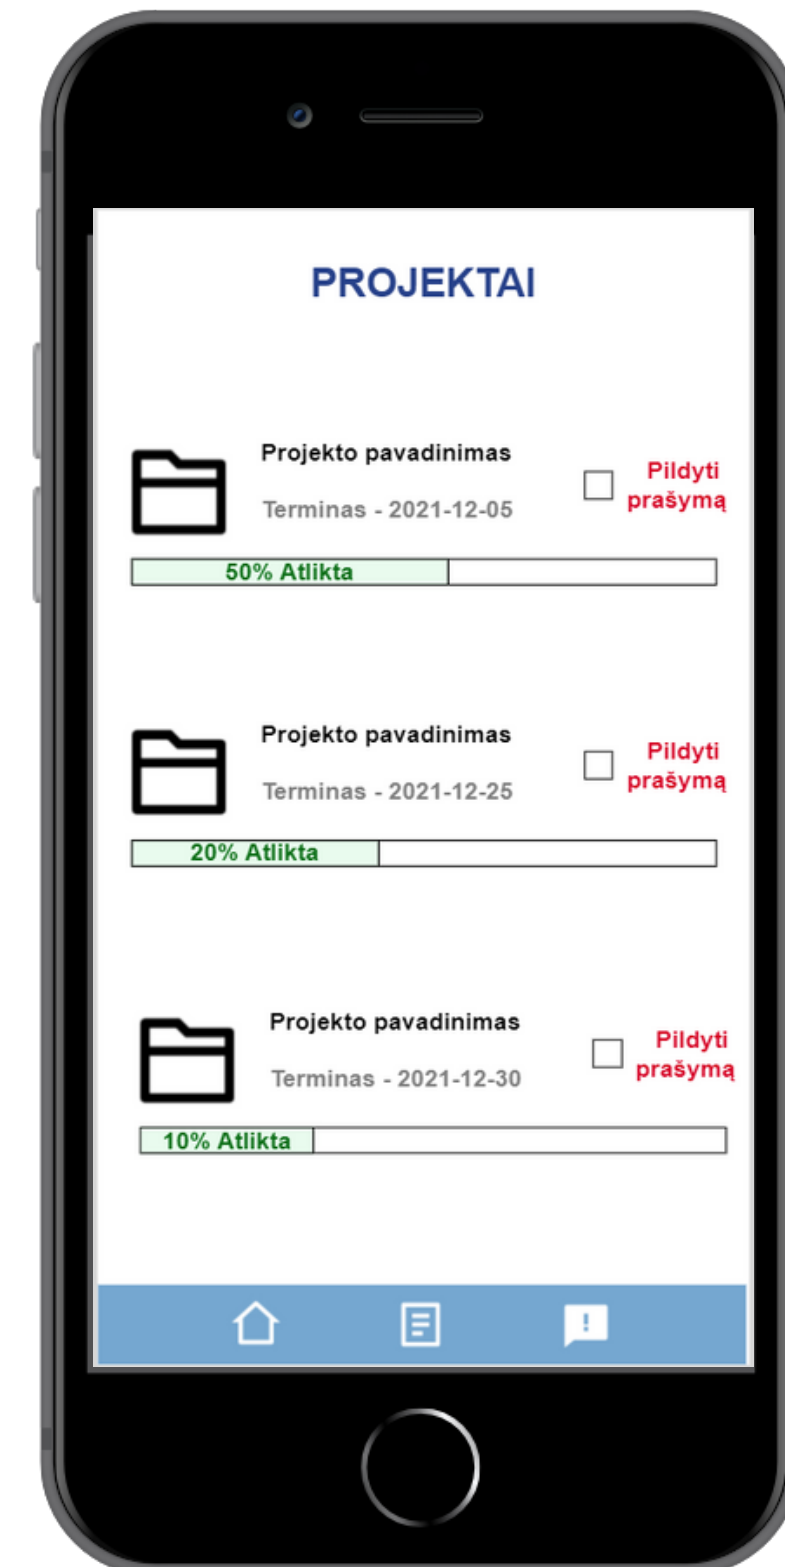 PROJEKTAI
Projekto pavadinimas
Terminas - 2021-12-05
Pildyti
prašymą
50% Atlikta
Projekto pavadinimas
Terminas - 2021-12-25
Pildyti
prašymą
20% Atlikta
Projekto pavadinimas
Terminas - 2021-12-30
Pildyti
prašymą
10% Atlikta